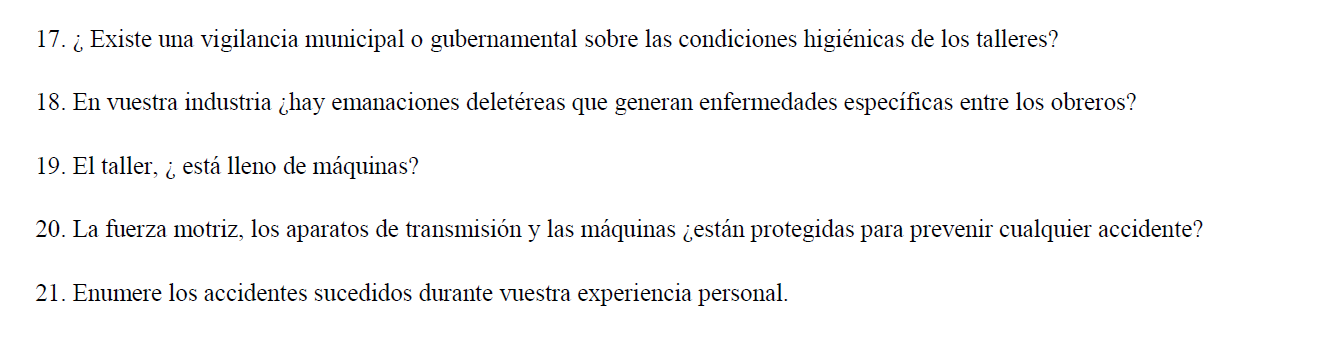 17. ¿ Existe una vigilancia municipal o gubernamental sobre las condiciones higiénicas de los talleres?
18. En vuestra industria ¿hay emanaciones deletéreas que generan enfermedades específicas entre los obreros?
19. El taller, ¿ está lleno de máquinas?
20. La fuerza motriz, los aparatos de transmisión y las máquinas ¿están protegidas para prevenir cualquier accidente?
21. Enumere los accidentes sucedidos durante vuestra experiencia personal.